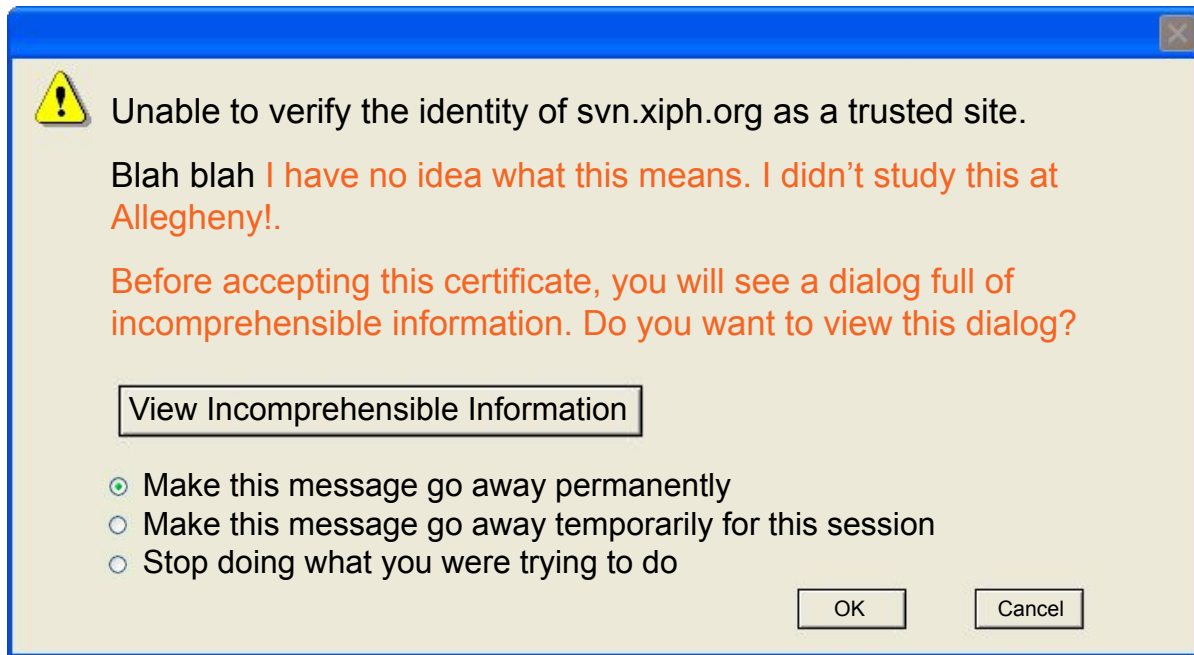 Unable to verify the identity of svn.xiph.org as a trusted site.
Blah blah I have no idea what this means. I didn’t study this at
Allegheny!.
Before accepting this certificate, you will see a dialog full of
incomprehensible information. Do you want to view this dialog?
View Incomprehensible Information
Make this message go away permanently
Make this message go away temporarily for this session
Stop doing what you were trying to do
OK Cancel